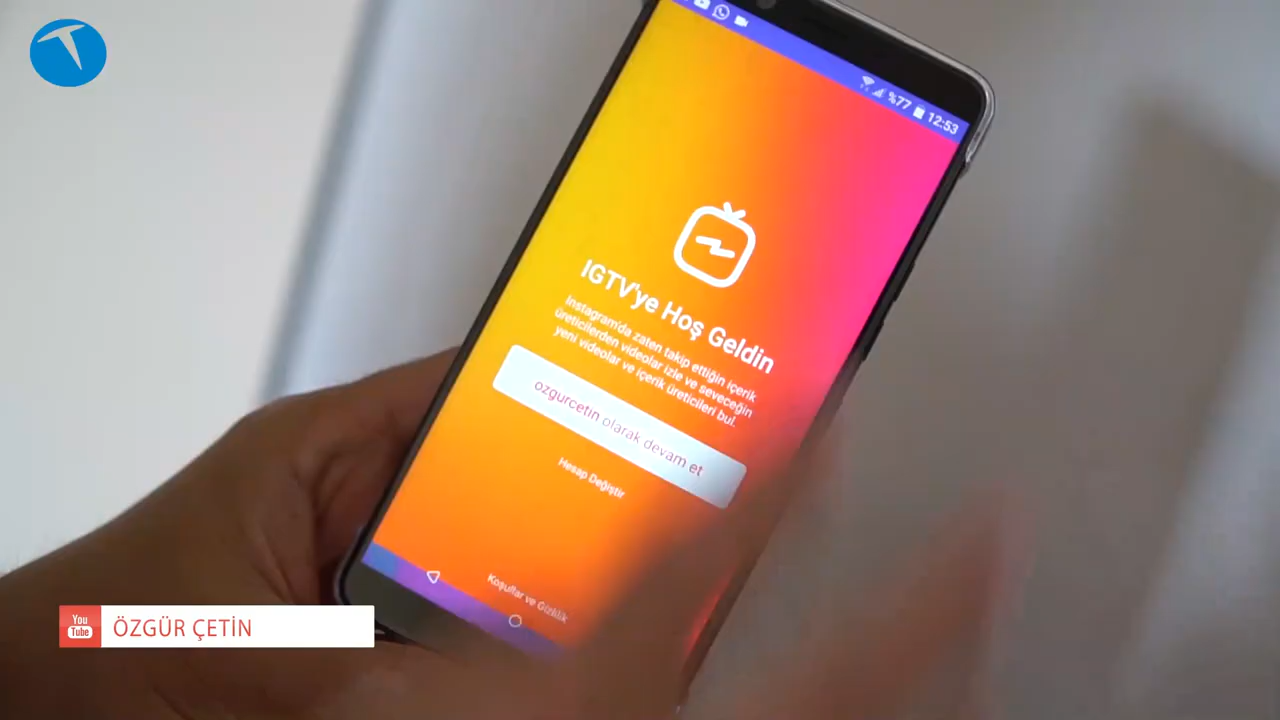 %77 12:53
IGTV'ye Hoş Geldin
Instagram'da zaten takip ettiğin içerik
üreticilerden videolar izle ve seveceğin
yeni videolar ve içerik üreticileri bul.
ozgurcetin olarak devam et
Hesap Değiştir
Koşullar ve Gizlilik
You
Tube
ÖZGÜR ÇETİN